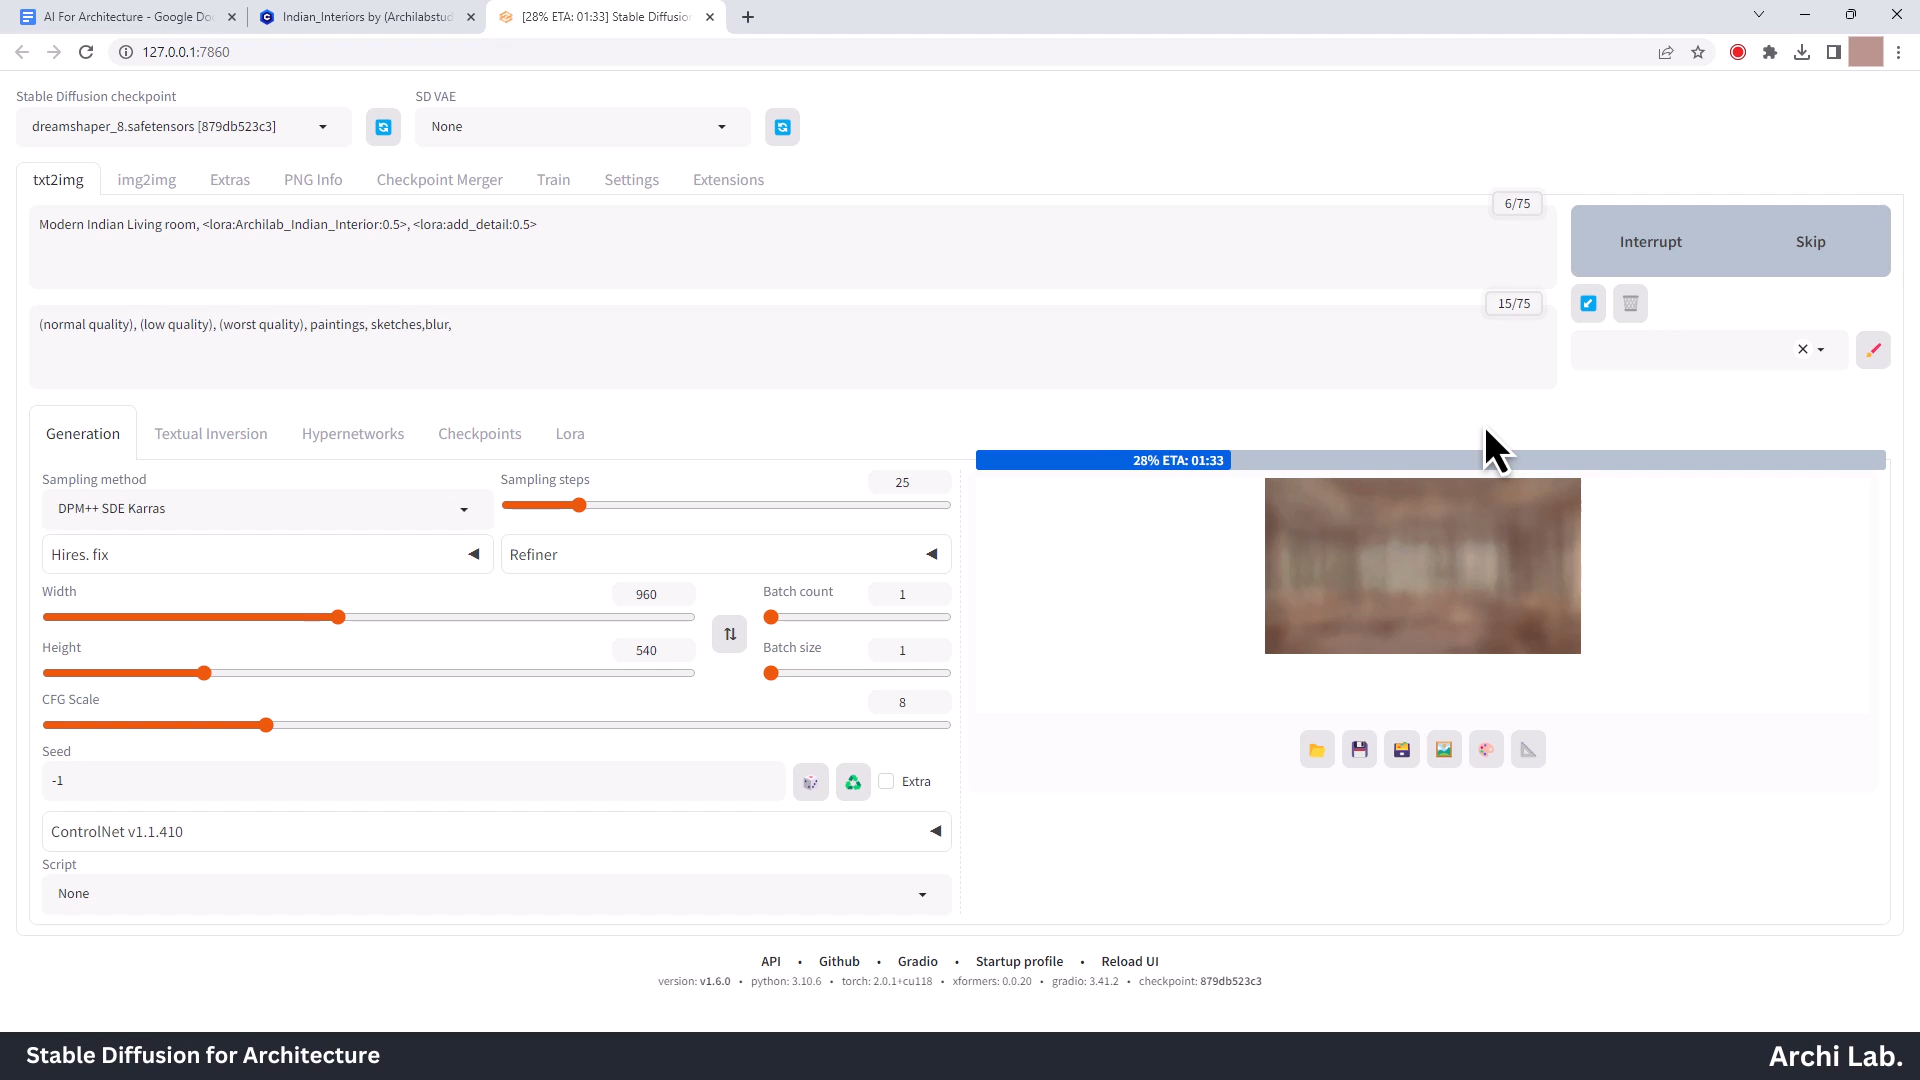 AI For Architecture - Google Do
Indian_Interiors by (Archilabstud
[28% ETA: 01:33] Stable Diffusion
127.0.0.1:7860
Stable Diffusion checkpoint
SD VAE
dreamshaper_8.safetensors [879db523c3]
None
txt2img
img2img
Extras
PNG Info
Checkpoint Merger
Train
Settings
Extensions
6/75
Modern Indian Living room, <lora:Archilab_Indian_Interior:0.5>, <lora:add_detail:0.5>
Interrupt
Skip
15/75
(normal quality), (low quality), (worst quality), paintings, sketches,blur,
Generation
Textual Inversion
Hypernetworks
Checkpoints
Lora
28% ETA: 01:33
Sampling method
Sampling steps
25
DPM++ SDE Karras
Hires. fix
Refiner
Width
960
Batch count
1
Height
540
Batch size
1
CFG Scale
8
Seed
-1
Extra
ControlNet v1.1.410
Script
None
API • Github • Gradio • Startup profile • Reload UI
version: v1.6.0 • python: 3.10.6 • torch: 2.0.1+cu118 • xformers: 0.0.20 • gradio: 3.41.2 • checkpoint: 879db523c3
Stable Diffusion for Architecture
Archi Lab.